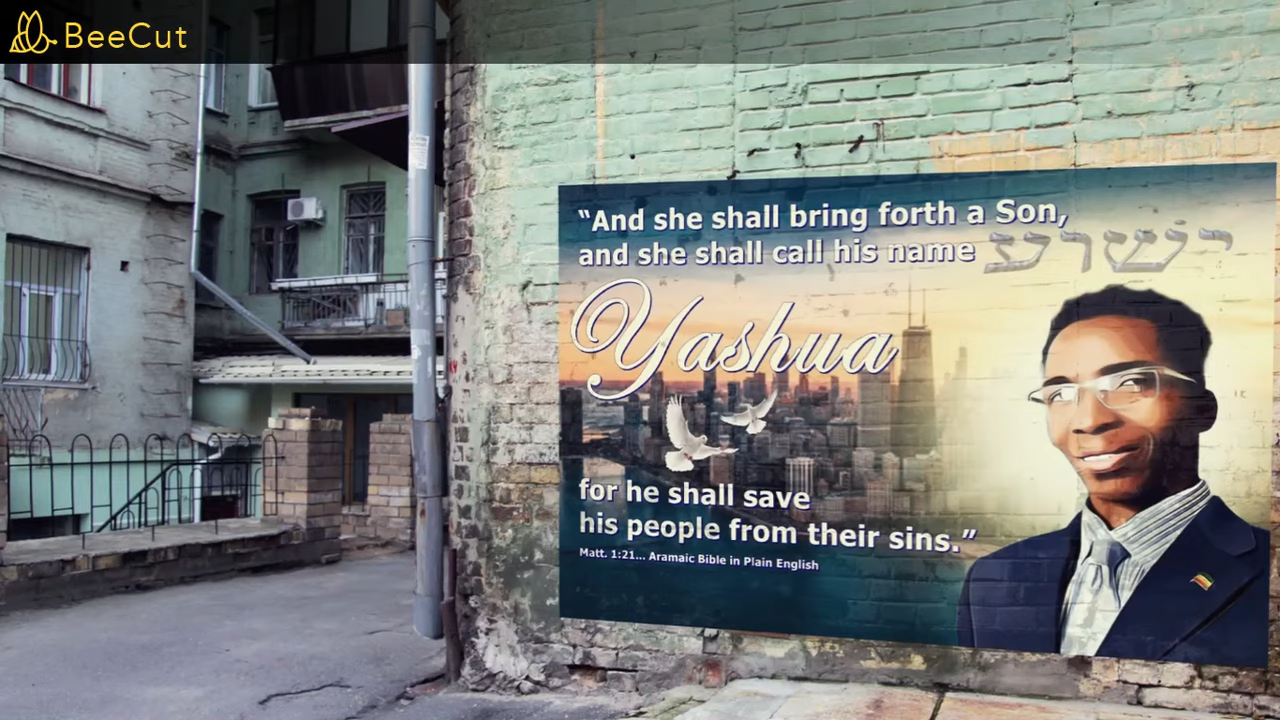 BeeCut
“And she shall bring forth a Son,
and she shall call his name ישוע
Yashua
for he shall save
his people from their sins.”
Matt. 1:21... Aramaic Bible in Plain English